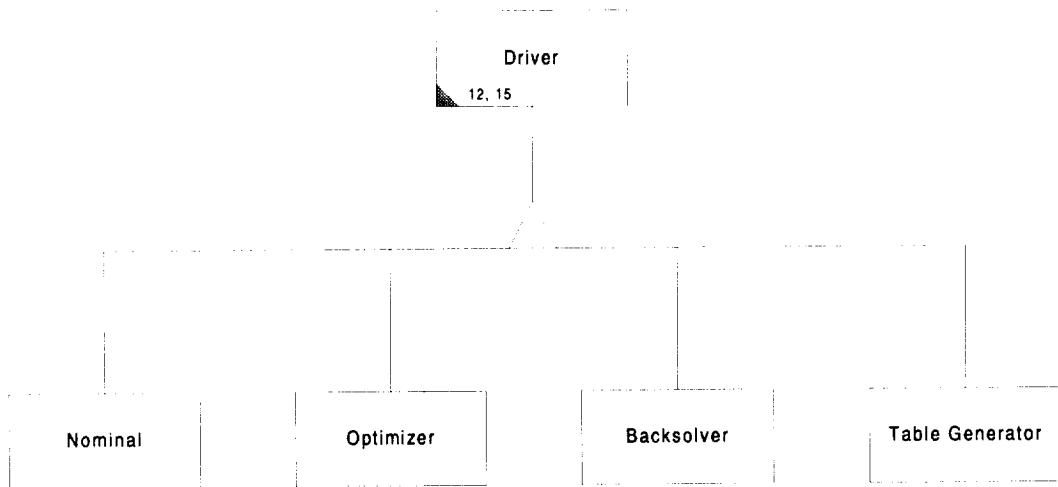 Driver
12, 15
Nominal
Optimizer
Backsolver
Table Generator